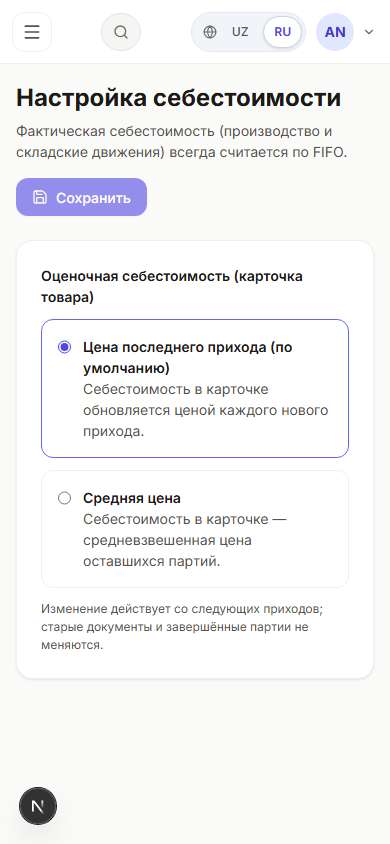 UZ
RU
AN
Настройка себестоимости
Фактическая себестоимость (производство и
складские движения) всегда считается по FIFO.
Сохранить
Оценочная себестоимость (карточка
товара)
Цена последнего прихода (по
умолчанию)
Себестоимость в карточке
обновляется ценой каждого нового
прихода.
Средняя цена
Себестоимость в карточке —
средневзвешенная цена
оставшихся партий.
Изменение действует со следующих приходов;
старые документы и завершённые партии не
меняются.
N